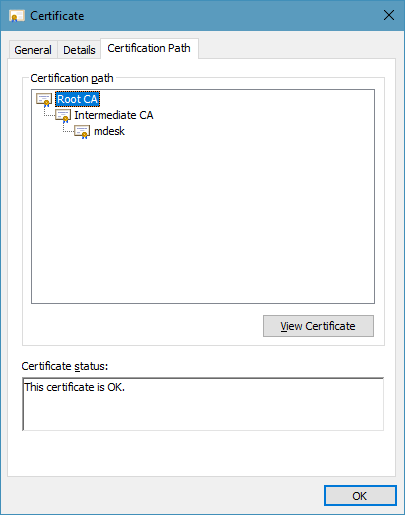 Certificate
General
Details
Certification Path
Certification path
Root CA
Intermediate CA
mdesk
View Certificate
Certificate status:
This certificate is OK.
OK